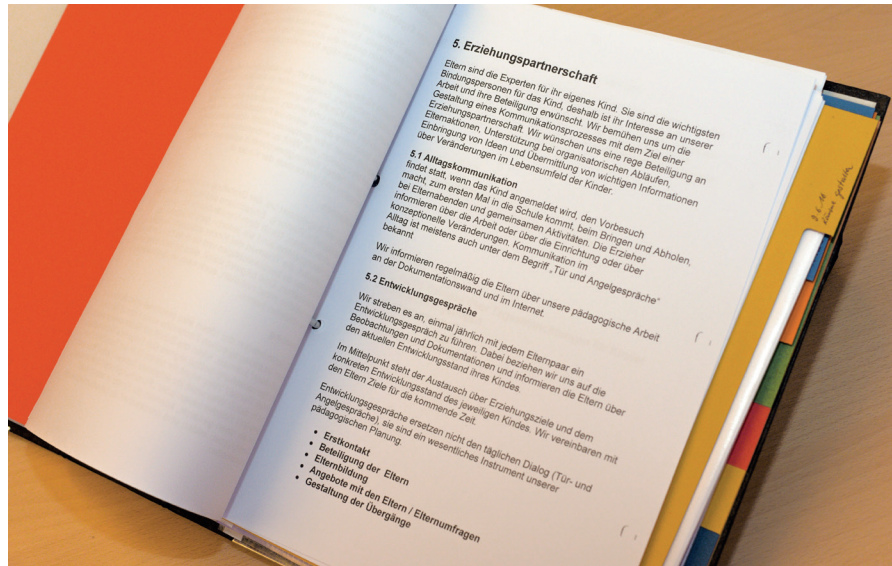 5. Erziehungspartnerschaft
Eltern sind die Experten für ihr eigenes Kind. Sie sind die wichtigsten
Bindungspersonen für das Kind, deshalb ist ihr Interesse an unserer
Arbeit und ihre Beteiligung erwünscht. Wir bemühen uns um die
Gestaltung eines Kommunikationsprozesses mit dem Ziel einer
Erziehungspartnerschaft. Wir wünschen uns eine rege Beteiligung an
Elternaktionen, Unterstützung bei organisatorischen Abläufen,
Einbringung von Ideen und Übermittlung von wichtigen Informationen
über Veränderungen im Lebensumfeld der Kinder.
5.1 Alltagskommunikation
findet statt, wenn das Kind angemeldet wird, den Vorbesuch
macht, zum ersten Mal in die Schule kommt, beim Bringen und Abholen,
bei Elternabenden und gemeinsamen Aktivitäten. Die Erzieher
informieren über die Arbeit oder über die Einrichtung oder über
konzeptionelle Veränderungen. Kommunikation im
Alltag ist meistens auch unter dem Begriff „Tür und Angelgespräche“
bekannt
Wir informieren regelmäßig die Eltern über unsere pädagogische Arbeit
an der Dokumentationswand und im Internet.
5.2 Entwicklungsgespräche
Wir streben es an, einmal jährlich mit jedem Elternpaar ein
Entwicklungsgespräch zu führen. Dabei beziehen wir uns auf die
Beobachtungen und Dokumentationen und informieren die Eltern über
den aktuellen Entwicklungsstand ihres Kindes.
Im Mittelpunkt steht der Austausch über Erziehungsziele und dem
konkreten Entwicklungsstand des jeweiligen Kindes. Wir vereinbaren mit
den Eltern Ziele für die kommende Zeit.
Entwicklungsgespräche ersetzen nicht den täglichen Dialog (Tür- und
Angelgespräche), sie sind ein wesentliches Instrument unserer
pädagogischen Planung.
• Erstkontakt
• Beteiligung der Eltern
• Elternbildung
• Angebote mit den Eltern / Elternumfragen
• Gestaltung der Übergänge